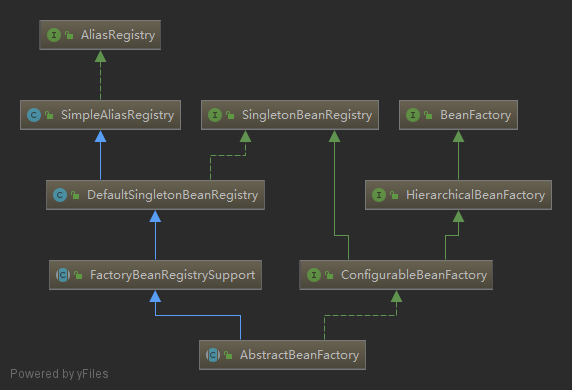 I AliasRegistry
C SimpleAliasRegistry
I SingletonBeanRegistry
I BeanFactory
C DefaultSingletonBeanRegistry
I HierarchicalBeanFactory
C FactoryBeanRegistrySupport
I ConfigurableBeanFactory
C AbstractBeanFactory
Powered by yFiles